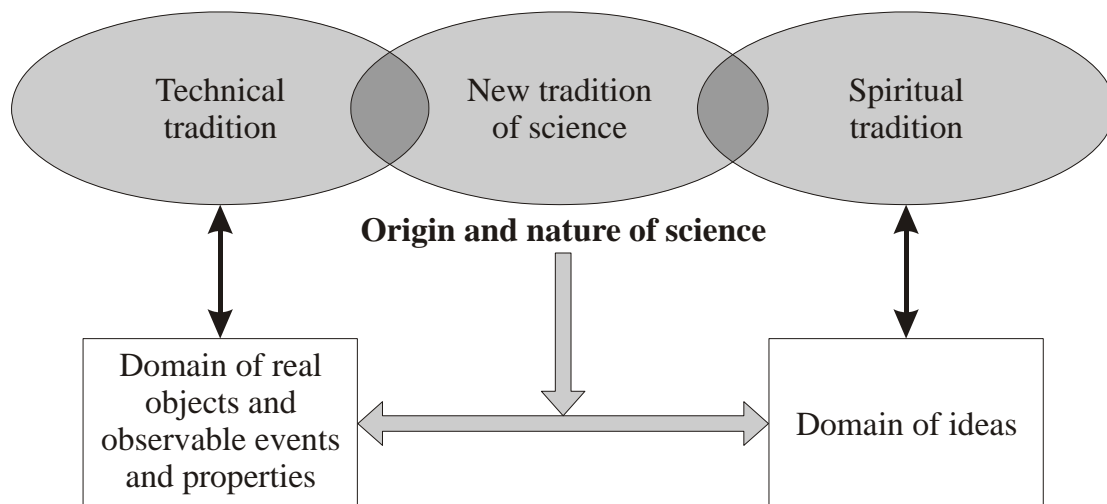 Technical
tradition
New tradition
of science
Spiritual
tradition
Origin and nature of science
Domain of real
objects and
observable events
and properties
Domain of ideas